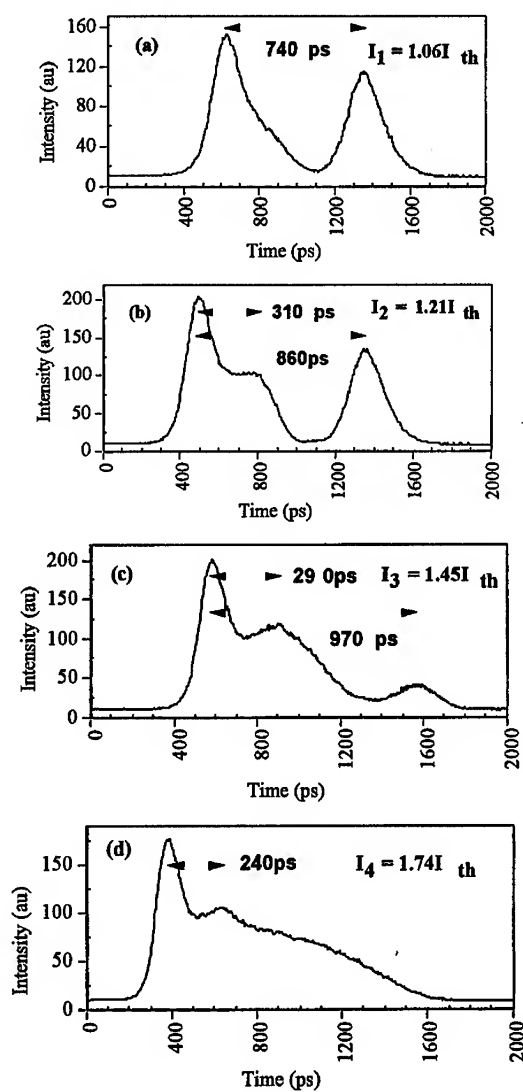 (a)
740 ps
I1 = 1.06I th
Intensity (au)
160
120
80
40
0
0
400
800
1200
1600
2000
Time (ps)
(b)
310 ps
I2 = 1.21I th
860ps
Intensity (au)
200
150
100
50
0
0
400
800
1200
1600
2000
Time (ps)
(c)
29 0ps
I3 = 1.45I th
970 ps
Intensity (au)
200
150
100
50
0
0
400
800
1200
1600
2000
Time (ps)
(d)
240ps
I4 = 1.74I th
Intensity (au)
150
100
50
0
0
400
800
1200
1600
2000
Time (ps)